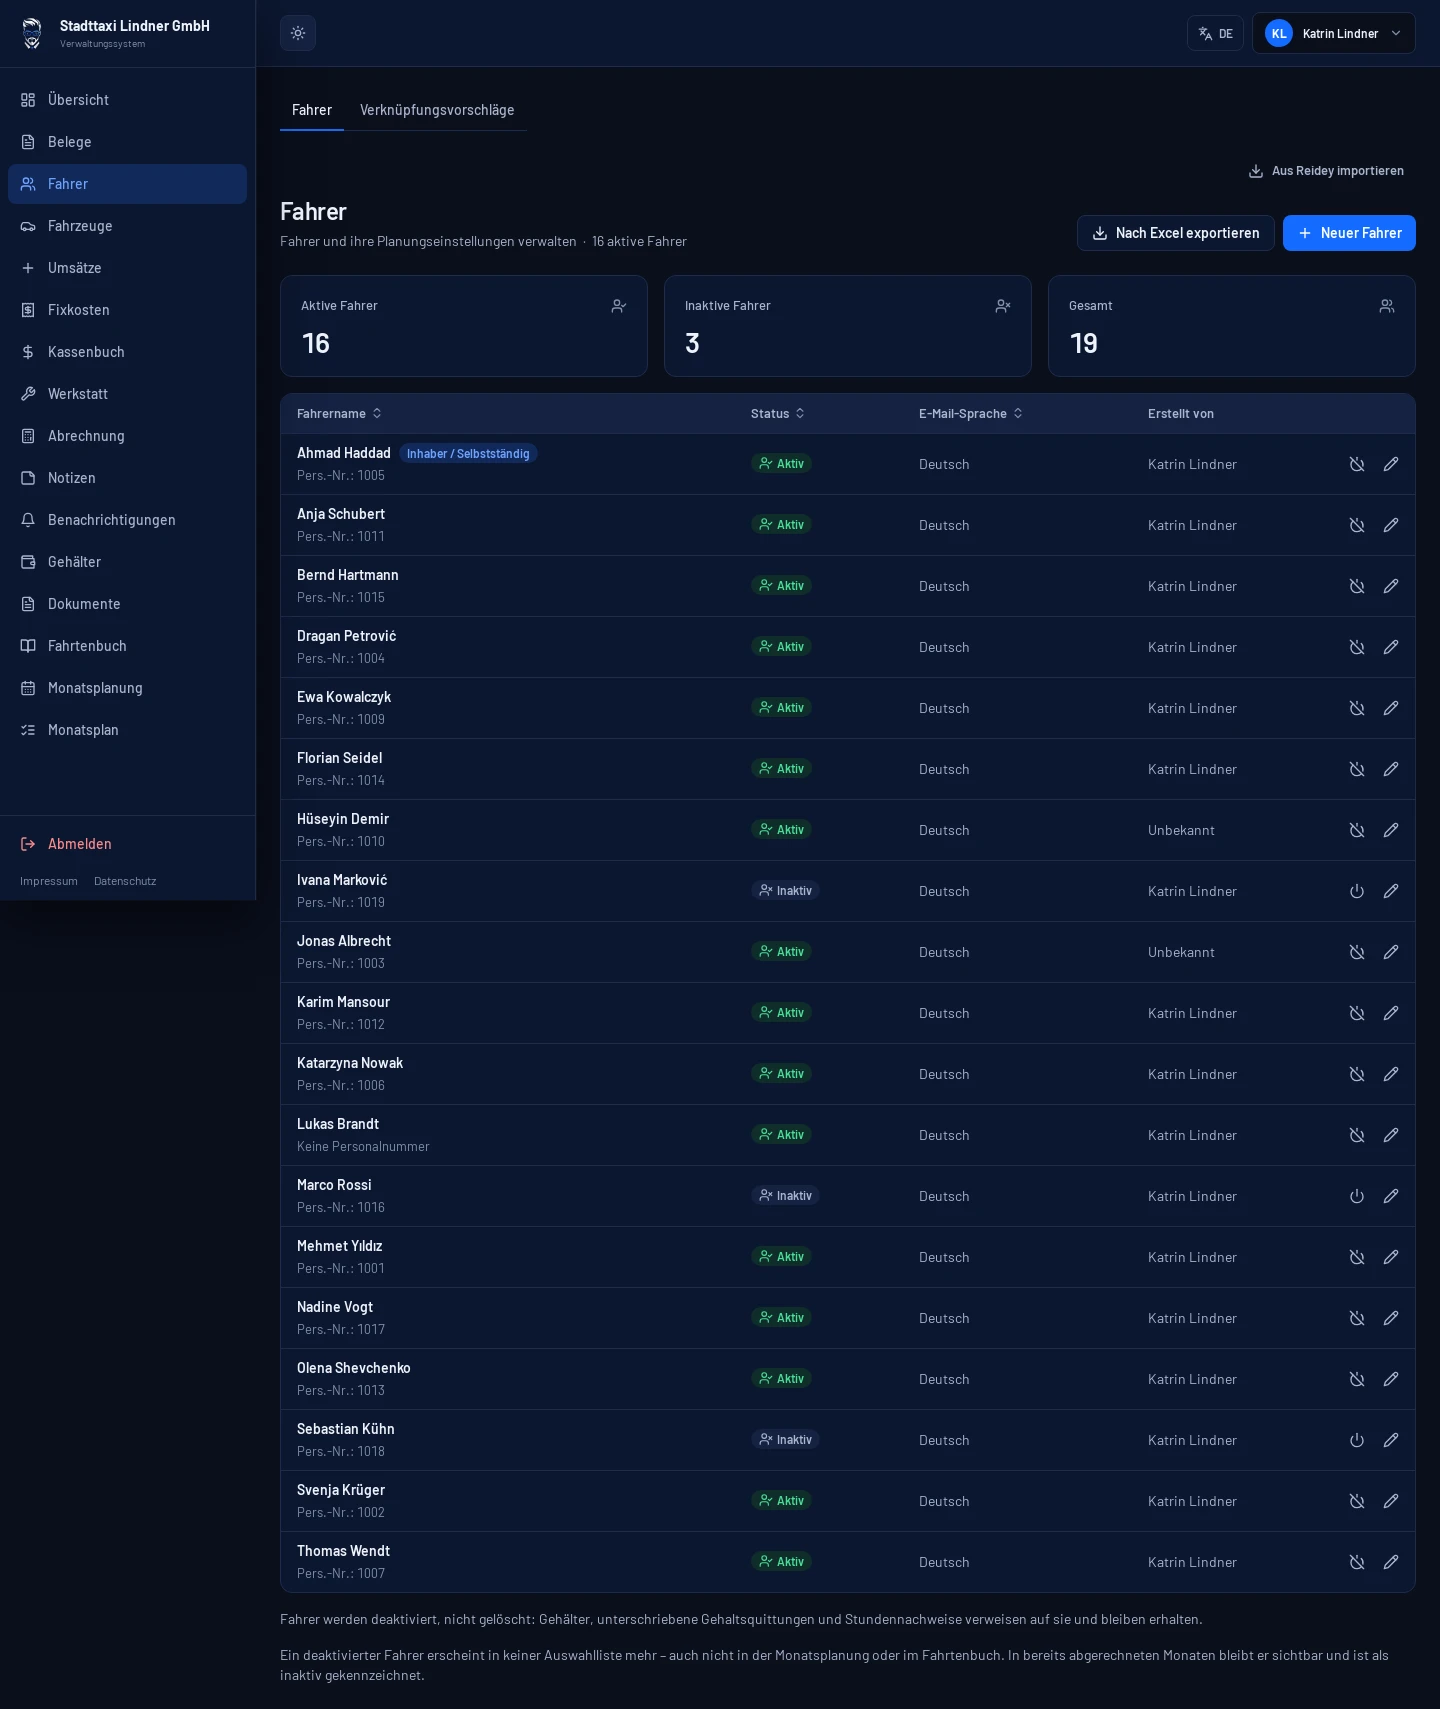 Stadttaxi Lindner GmbH
Verwaltungssystem
Übersicht
Belege
Fahrer
Fahrzeuge
Umsätze
Fixkosten
Kassenbuch
Werkstatt
Abrechnung
Notizen
Benachrichtigungen
Gehälter
Dokumente
Fahrtenbuch
Monatsplanung
Monatsplan
Abmelden
Impressum Datenschutz
DE
KL Katrin Lindner
Fahrer Verknüpfungsvorschläge
Aus Reidey importieren
Fahrer
Fahrer und ihre Planungseinstellungen verwalten · 16 aktive Fahrer
Nach Excel exportieren
Neuer Fahrer
Aktive Fahrer
16
Inaktive Fahrer
3
Gesamt
19
Fahrername Status E-Mail-Sprache Erstellt von
Ahmad Haddad Inhaber / Selbstständig
Pers.-Nr.: 1005
Aktiv Deutsch Katrin Lindner
Anja Schubert
Pers.-Nr.: 1011
Aktiv Deutsch Katrin Lindner
Bernd Hartmann
Pers.-Nr.: 1015
Aktiv Deutsch Katrin Lindner
Dragan Petrović
Pers.-Nr.: 1004
Aktiv Deutsch Katrin Lindner
Ewa Kowalczyk
Pers.-Nr.: 1009
Aktiv Deutsch Katrin Lindner
Florian Seidel
Pers.-Nr.: 1014
Aktiv Deutsch Katrin Lindner
Hüseyin Demir
Pers.-Nr.: 1010
Aktiv Deutsch Unbekannt
Ivana Marković
Pers.-Nr.: 1019
Inaktiv Deutsch Katrin Lindner
Jonas Albrecht
Pers.-Nr.: 1003
Aktiv Deutsch Unbekannt
Karim Mansour
Pers.-Nr.: 1012
Aktiv Deutsch Katrin Lindner
Katarzyna Nowak
Pers.-Nr.: 1006
Aktiv Deutsch Katrin Lindner
Lukas Brandt
Keine Personalnummer
Aktiv Deutsch Katrin Lindner
Marco Rossi
Pers.-Nr.: 1016
Inaktiv Deutsch Katrin Lindner
Mehmet Yıldız
Pers.-Nr.: 1001
Aktiv Deutsch Katrin Lindner
Nadine Vogt
Pers.-Nr.: 1017
Aktiv Deutsch Katrin Lindner
Olena Shevchenko
Pers.-Nr.: 1013
Aktiv Deutsch Katrin Lindner
Sebastian Kühn
Pers.-Nr.: 1018
Inaktiv Deutsch Katrin Lindner
Svenja Krüger
Pers.-Nr.: 1002
Aktiv Deutsch Katrin Lindner
Thomas Wendt
Pers.-Nr.: 1007
Aktiv Deutsch Katrin Lindner
Fahrer werden deaktiviert, nicht gelöscht: Gehälter, unterschriebene Gehaltsquittungen und Stundennachweise verweisen auf sie und bleiben erhalten.
Ein deaktivierter Fahrer erscheint in keiner Auswahlliste mehr – auch nicht in der Monatsplanung oder im Fahrtenbuch. In bereits abgerechneten Monaten bleibt er sichtbar und ist als
inaktiv gekennzeichnet.